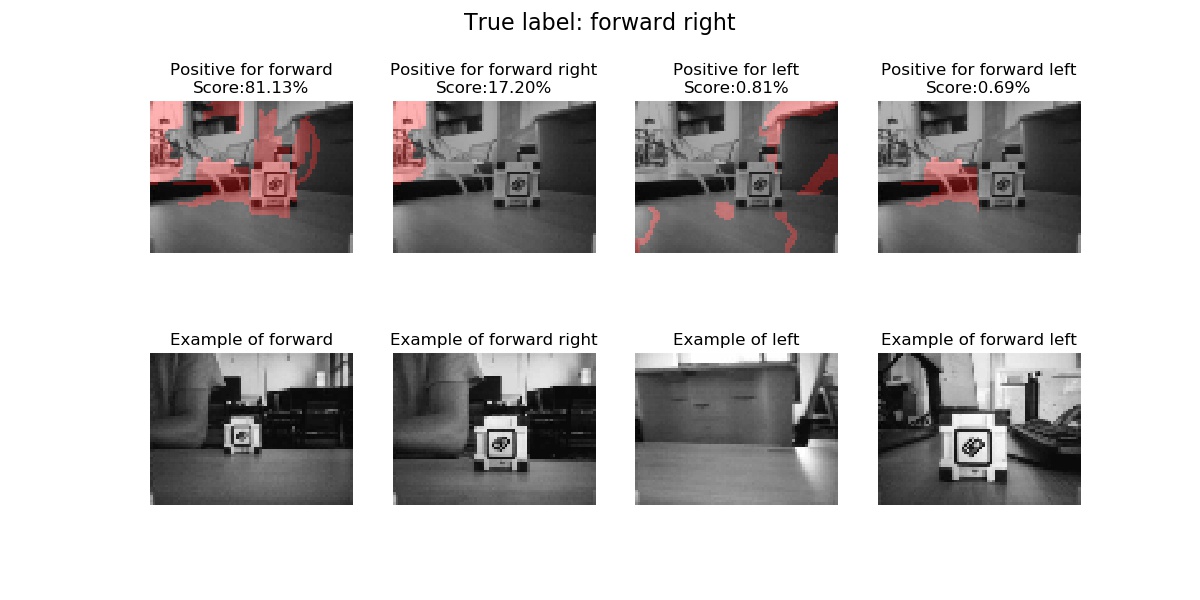 True label: forward right
Positive for forward
Score:81.13%
Positive for forward right
Score:17.20%
Positive for left
Score:0.81%
Positive for forward left
Score:0.69%
Example of forward
Example of forward right
Example of left
Example of forward left